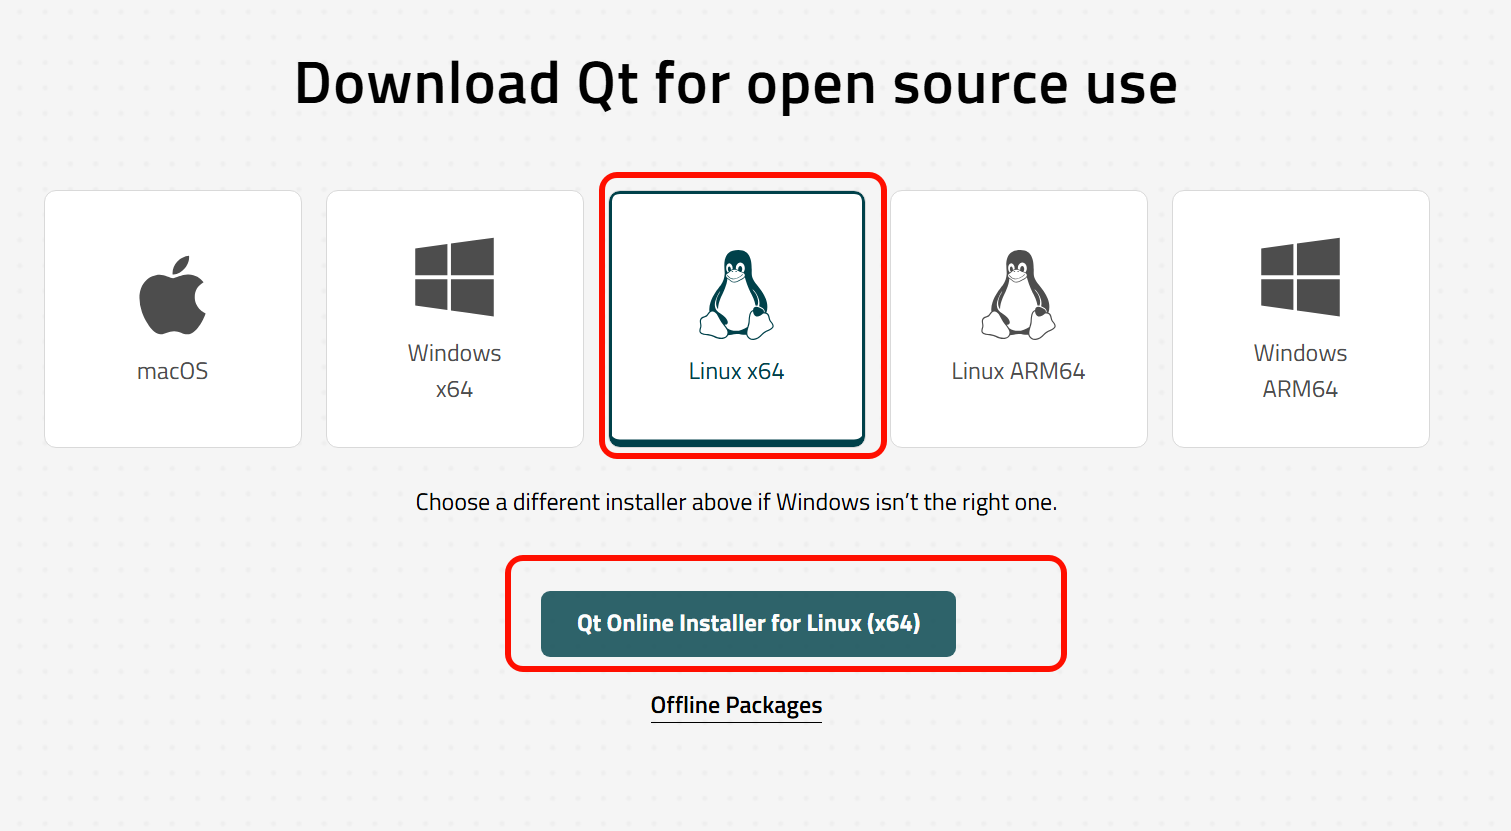 Download Qt for open source use
macOS
Windows
x64
Linux x64
Linux ARM64
Windows
ARM64
Choose a different installer above if Windows isn’t the right one.
Qt Online Installer for Linux (x64)
Offline Packages